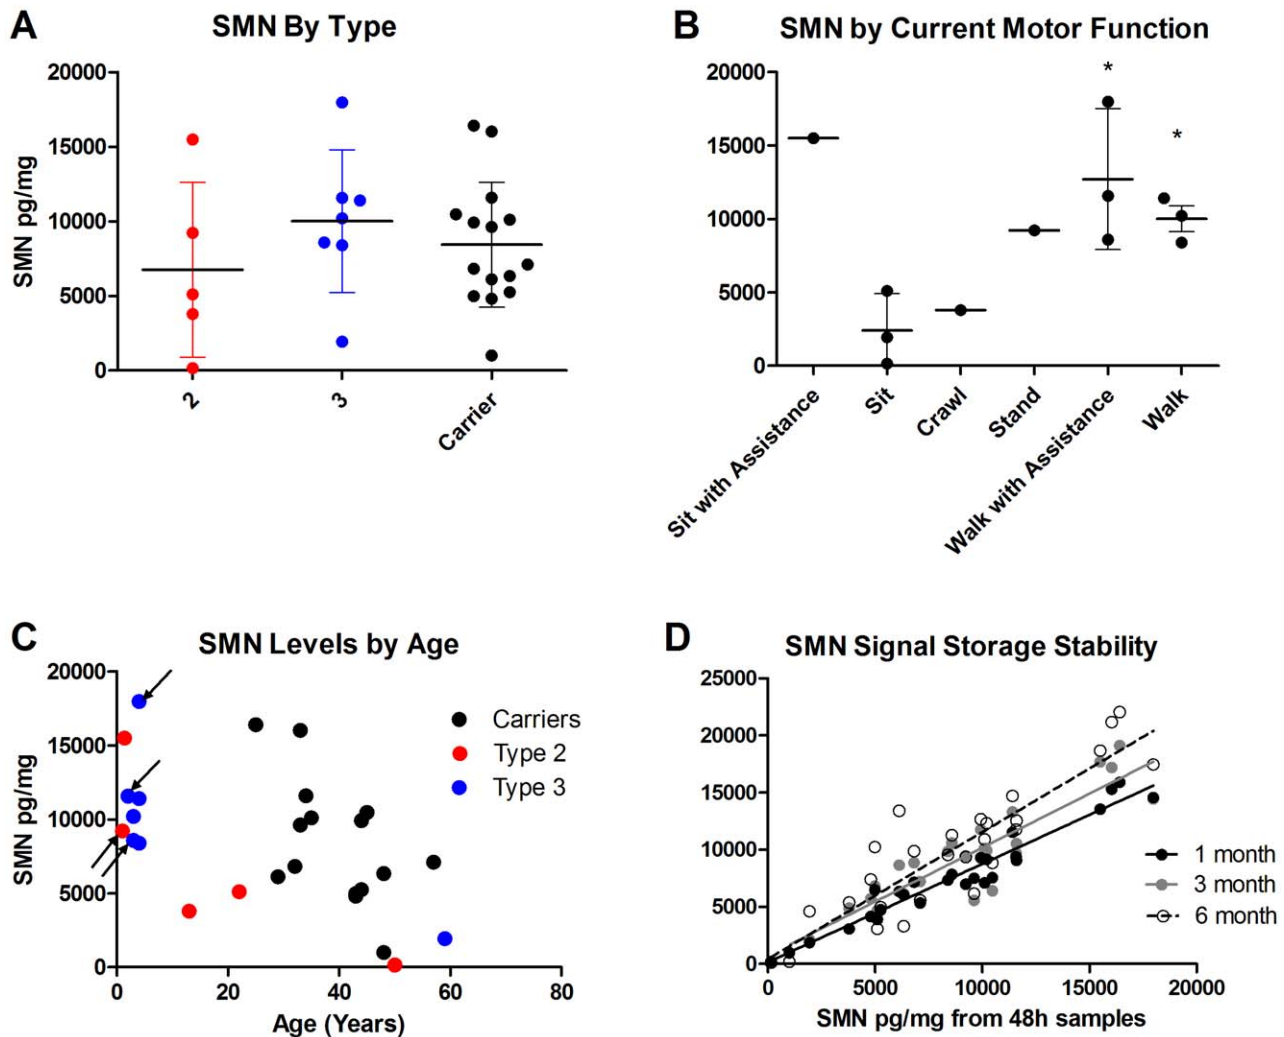 A
SMN By Type
SMN pg/mg
20000
15000
10000
5000
0
2
3
Carrier
B
SMN by Current Motor Function
20000
15000
10000
5000
0
Sit with Assistance
Sit
Crawl
Stand
Walk with Assistance
Walk
*
*
C
SMN Levels by Age
SMN pg/mg
20000
15000
10000
5000
0
0
20
40
60
80
Age (Years)
Carriers
Type 2
Type 3
D
SMN Signal Storage Stability
25000
20000
15000
10000
5000
0
0
5000
10000
15000
20000
SMN pg/mg from 48h samples
1 month
3 month
6 month